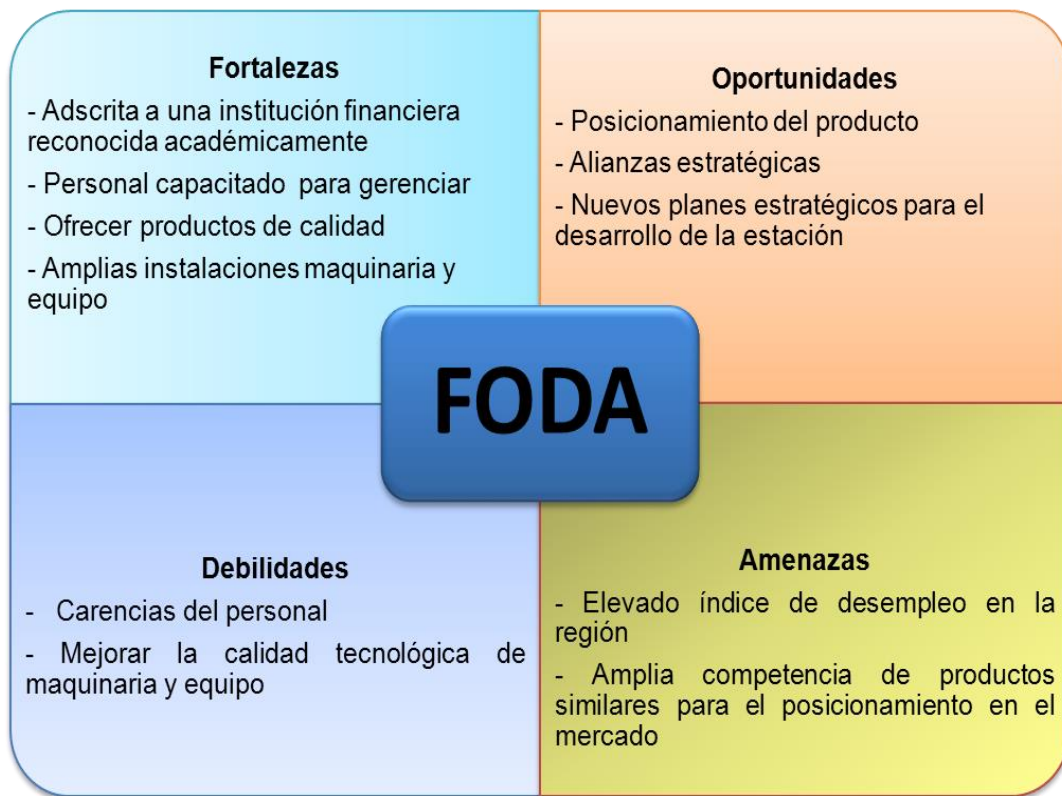 Fortalezas
- Adscrita a una institución financiera
reconocida académicamente
- Personal capacitado para gerenciar
- Ofrecer productos de calidad
- Amplias instalaciones maquinaria y
equipo
Oportunidades
- Posicionamiento del producto
- Alianzas estratégicas
- Nuevos planes estratégicos para el
desarrollo de la estación
FODA
Debilidades
- Carencias del personal
- Mejorar la calidad tecnológica de
maquinaria y equipo
Amenazas
- Elevado índice de desempleo en la
región
- Amplia competencia de productos
similares para el posicionamiento en el
mercado